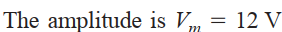 The amplitude is Vm = 12 V